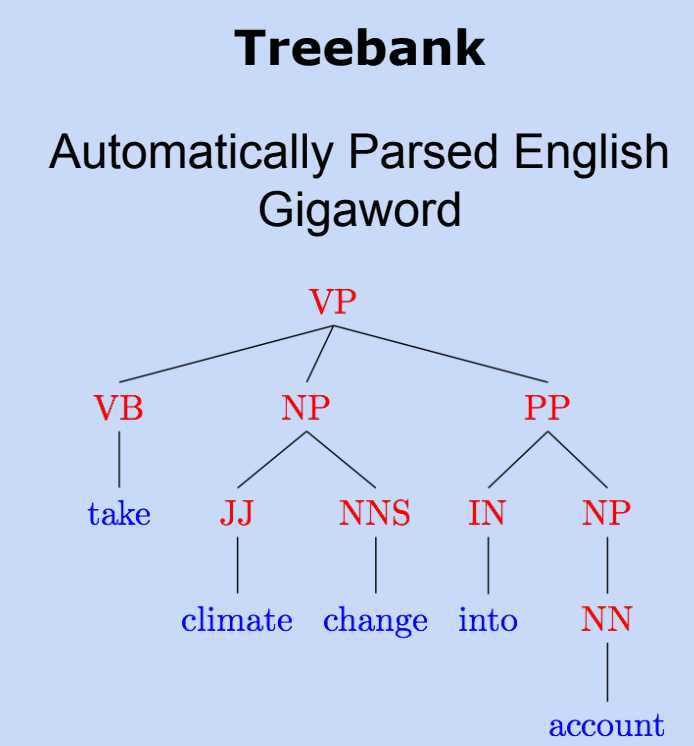 Treebank
Automatically Parsed English
Gigaword
VP
VB NP PP
take JJ NNS IN NP
climate change into NN
account